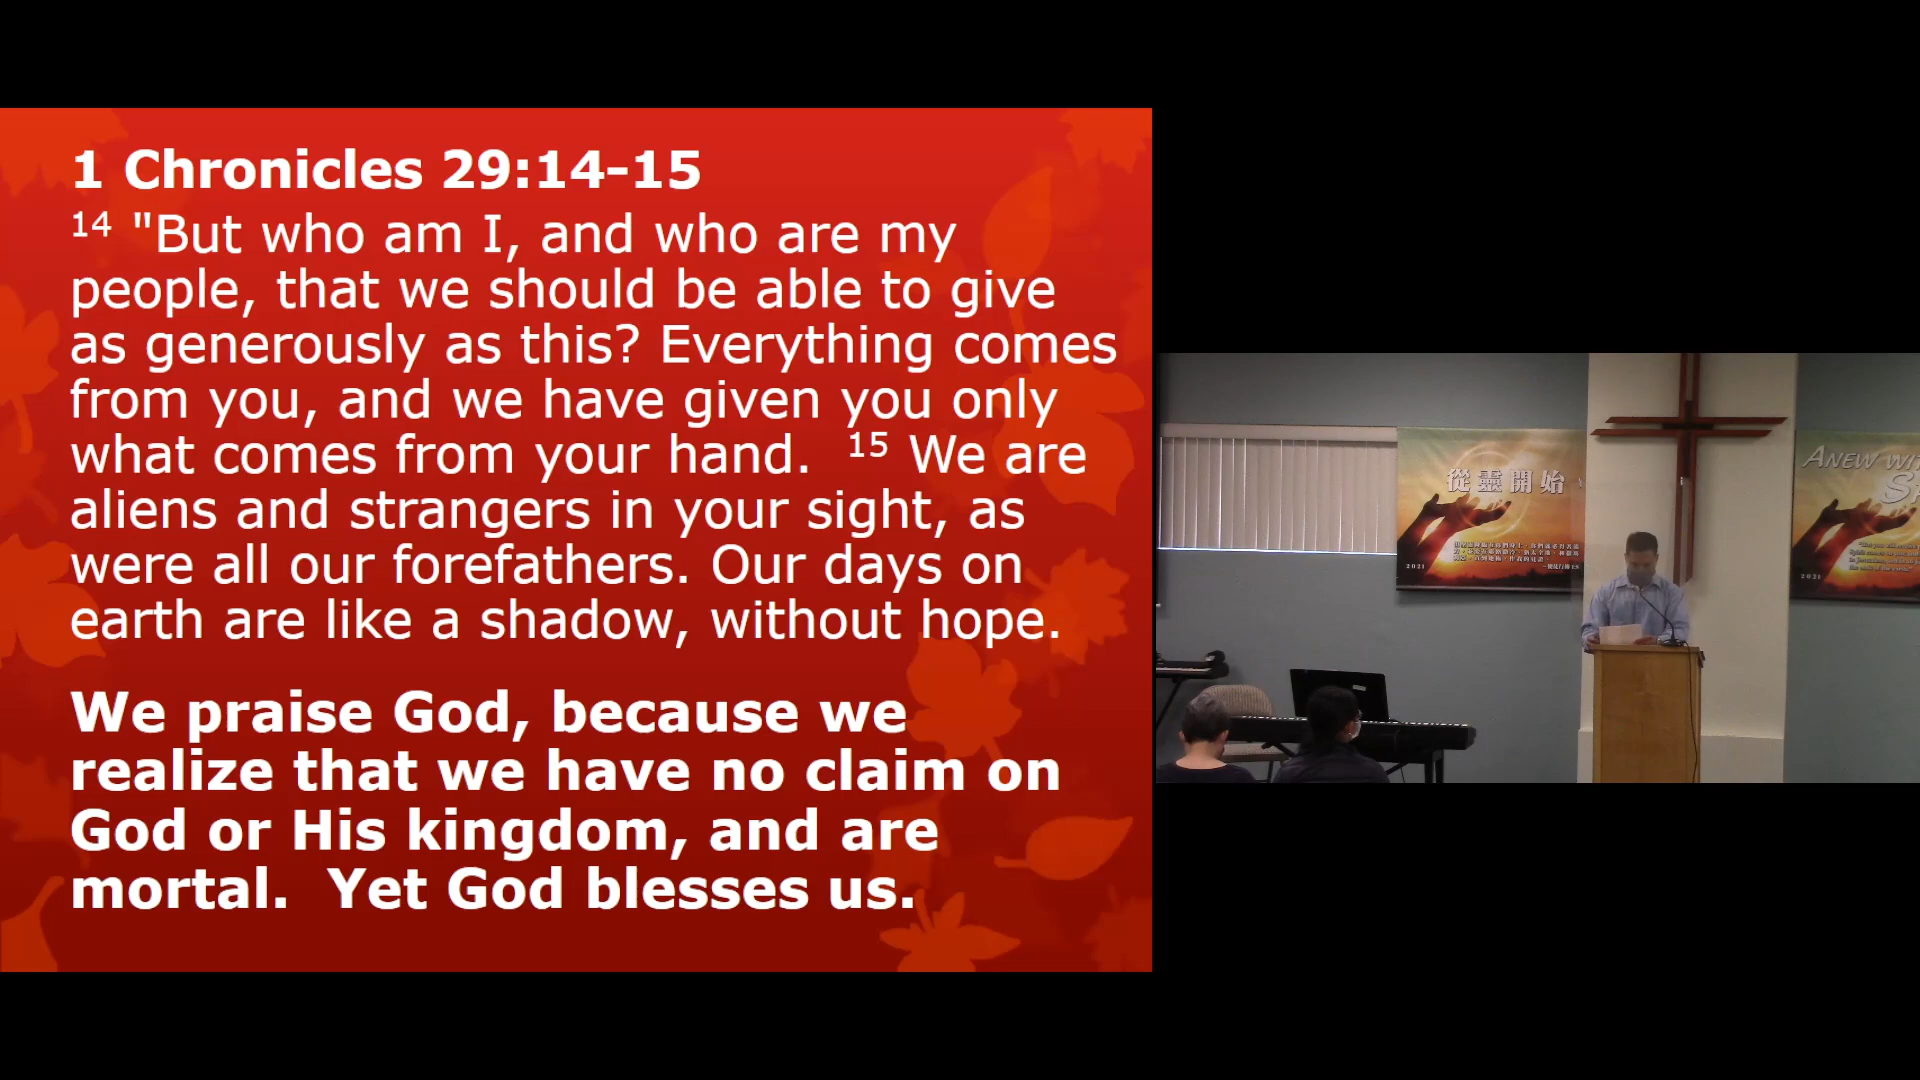 1 Chronicles 29:14-15
14 "But who am I, and who are my
people, that we should be able to give
as generously as this? Everything comes
from you, and we have given you only
what comes from your hand.  15 We are
aliens and strangers in your sight, as
were all our forefathers. Our days on
earth are like a shadow, without hope.
We praise God, because we
realize that we have no claim on
God or His kingdom, and are
mortal.  Yet God blesses us.
從靈開始
2021
ANEW WIT
S
2021